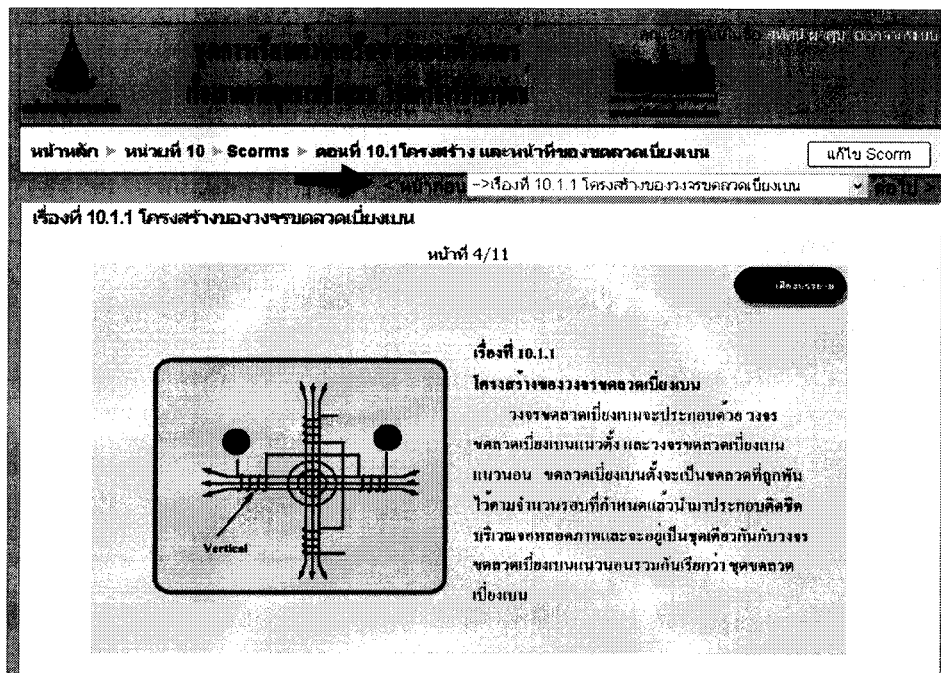 หน้าหลัก ► หน่วยที่ 10 ► Scorms ► ตอนที่ 10.1โครงสร้าง และหน้าที่ของขดลวดเบี่ยงเบน
แก้ไข Scorm
< หน้าก่อน ->เรื่องที่ 10.1.1 โครงสร้างของวงจรขดลวดเบี่ยงเบน ต่อไป >
เรื่องที่ 10.1.1 โครงสร้างของวงจรขดลวดเบี่ยงเบน
หน้าที่ 4/11
เสียงบรรยาย
เรื่องที่ 10.1.1
โครงสร้างของวงจรขดลวดเบี่ยงเบน
วงจรขดลวดเบี่ยงเบนจะประกอบด้วย วงจร
ขดลวดเบี่ยงเบนแนวตั้ง และวงจรขดลวดเบี่ยงเบน
แนวนอน ขดลวดเบี่ยงเบนตั้งจะเป็นขดลวดที่ถูกพัน
ไว้ตามจำนวนรอบที่กำหนดแล้วนำมาประกอบติดชิด
บริเวณจอหลอดภาพและจะอยู่เป็นชุดเดียวกันกับวงจร
ขดลวดเบี่ยงเบนแนวนอนรวมกันเรียกว่า ชุดขดลวด
เบี่ยงเบน
Vertical